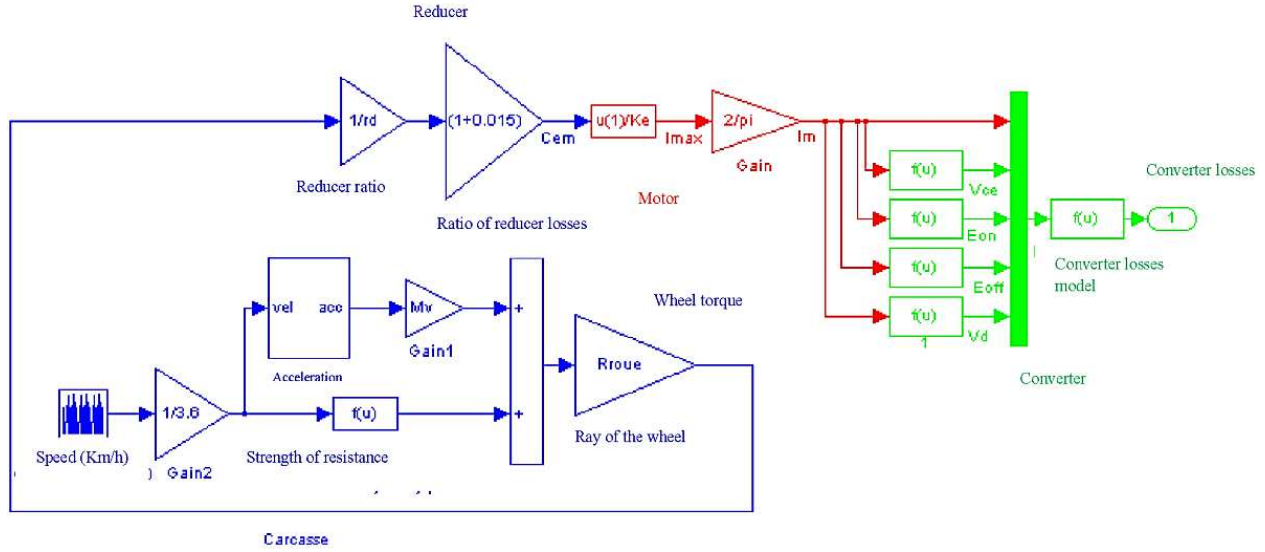 Reducer
1/rd
(1+0.015)
Cem
u(1)/Ke
Imax
2/pi
Im
Gain
Reducer ratio
Ratio of reducer losses
Motor
f(u)
Vce
f(u)
Eon
f(u)
Eoff
f(u)
1
Vd
Converter losses
f(u)
1
Converter losses
model
Converter
vel acc
Acceleration
Mv
Gain1
+
+
Wheel torque
Rroue
Ray of the wheel
Speed (Km/h)
1/3.6
Gain2
f(u)
Strength of resistance
Carcasse